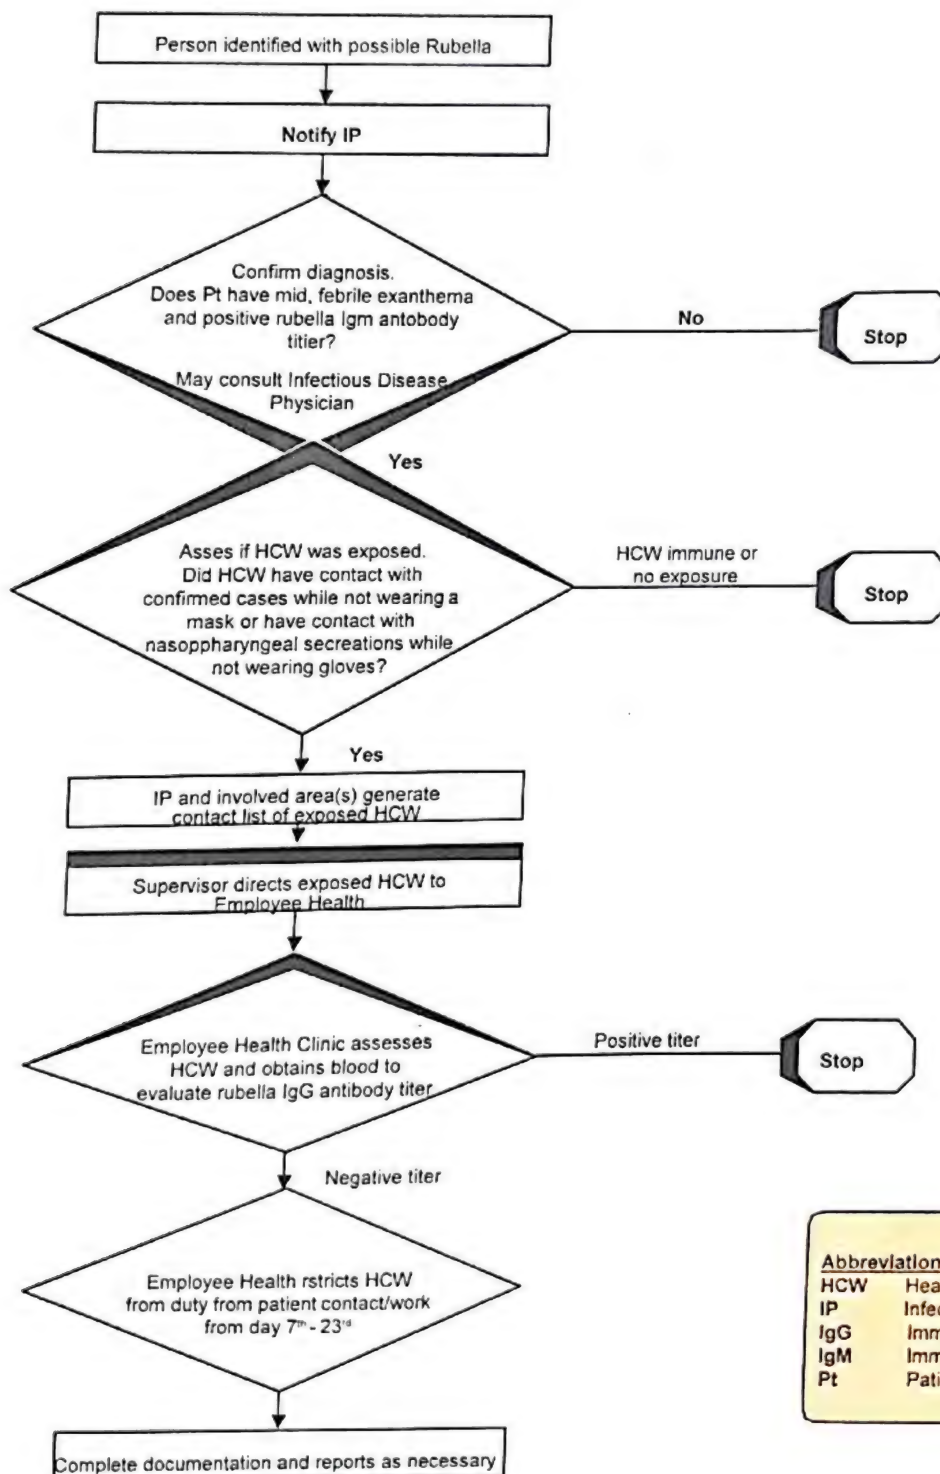 Person identified with possible Rubella
Notify IP
Confirm diagnosis.
Does Pt have mid, febrile exanthema
and positive rubella Igm antobody
titier?
May consult Infectious Disease
Physician
No
Stop
Yes
Asses if HCW was exposed.
Did HCW have contact with
confirmed cases while not wearing a
mask or have contact with
nasoppharyngeal secreations while
not wearing gloves?
HCW immune or
no exposure
Stop
Yes
IP and involved area(s) generate
contact list of exposed HCW
Supervisor directs exposed HCW to
Employee Health
Employee Health Clinic assesses
HCW and obtains blood to
evaluate rubella IgG antibody titer
Positive titer
Stop
Negative titer
Employee Health rstricts HCW
from duty from patient contact/work
from day 7th - 23rd
Complete documentation and reports as necessary
Abbreviation
HCW Hea
IP Infec
IgG Imm
IgM Imm
Pt Pati